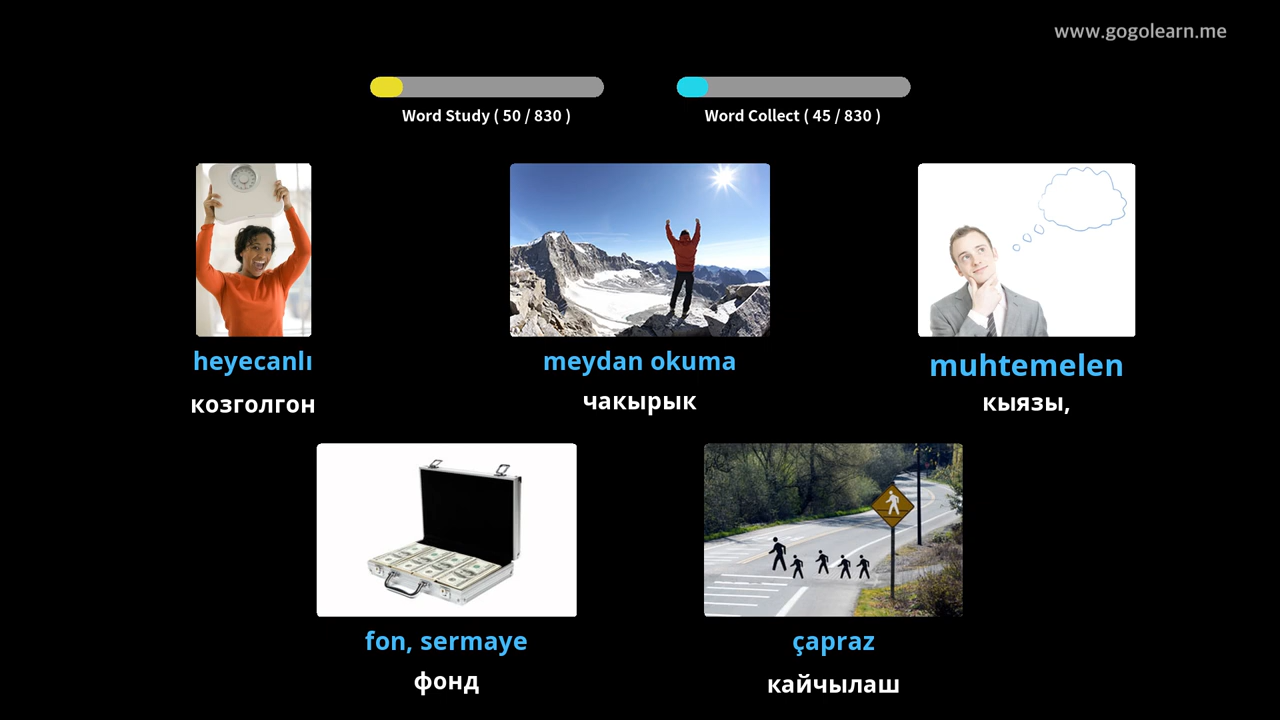 www.gogolearn.me
Word Study ( 50 / 830 )
Word Collect ( 45 / 830 )
heyecanlı
козголгон
meydan okuma
чакырык
muhtemelen
кыязы,
fon, sermaye
фонд
çapraz
кайчылаш